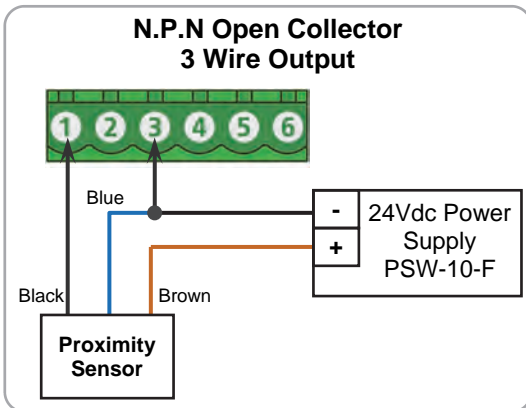 N.P.N Open Collector
3 Wire Output
1 2 3 4 5 6
Blue
- 24Vdc Power
+ Supply
PSW-10-F
Black
Brown
Proximity
Sensor